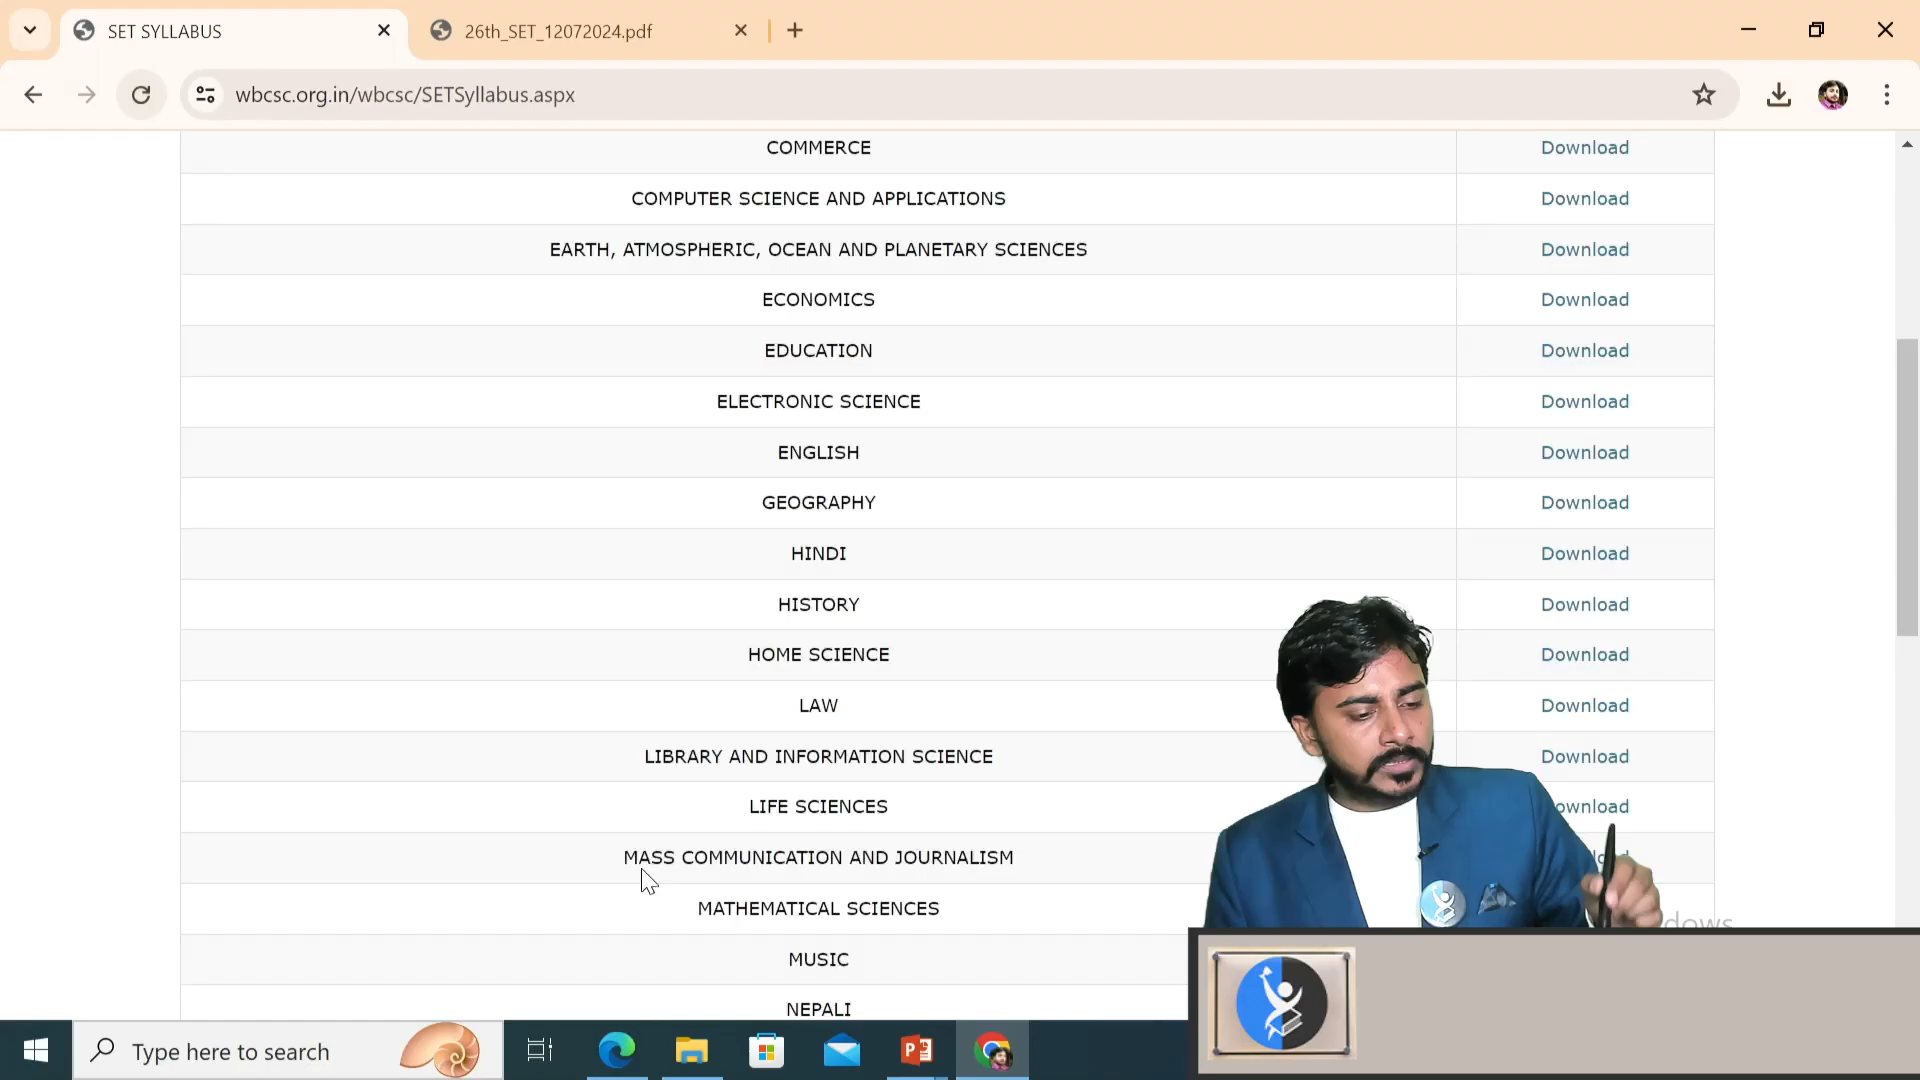 SET SYLLABUS
26th_SET_12072024.pdf
wbcsc.org.in/wbcsc/SETSyllabus.aspx
COMMERCE Download
COMPUTER SCIENCE AND APPLICATIONS Download
EARTH, ATMOSPHERIC, OCEAN AND PLANETARY SCIENCES Download
ECONOMICS Download
EDUCATION Download
ELECTRONIC SCIENCE Download
ENGLISH Download
GEOGRAPHY Download
HINDI Download
HISTORY Download
HOME SCIENCE Download
LAW Download
LIBRARY AND INFORMATION SCIENCE Download
LIFE SCIENCES ownload
MASS COMMUNICATION AND JOURNALISM
MATHEMATICAL SCIENCES
dows
MUSIC
NEPALI
Type here to search